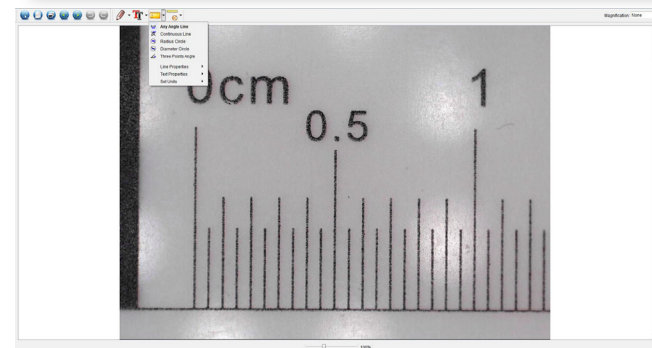 Magnification: None
Any Angle Line
Continuous Line
Radius Circle
Diameter Circle
Three Points Angle
Line Properties
Text Properties
Set Units
0cm
0.5
1
100%